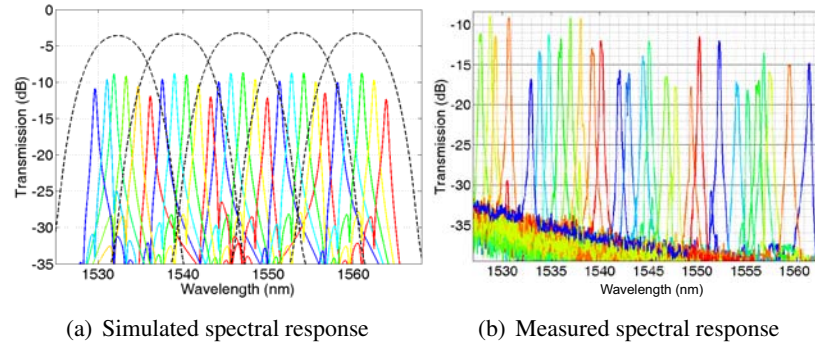 0
-5
-10
-15
-20
-25
-30
-35
Transmission (dB)
1530 1540 1550 1560
Wavelength (nm)
(a) Simulated spectral response
-10
-15
-20
-25
-30
-35
Transmission (dB)
1530 1535 1540 1545 1550 1555 1560
Wavelength (nm)
(b) Measured spectral response